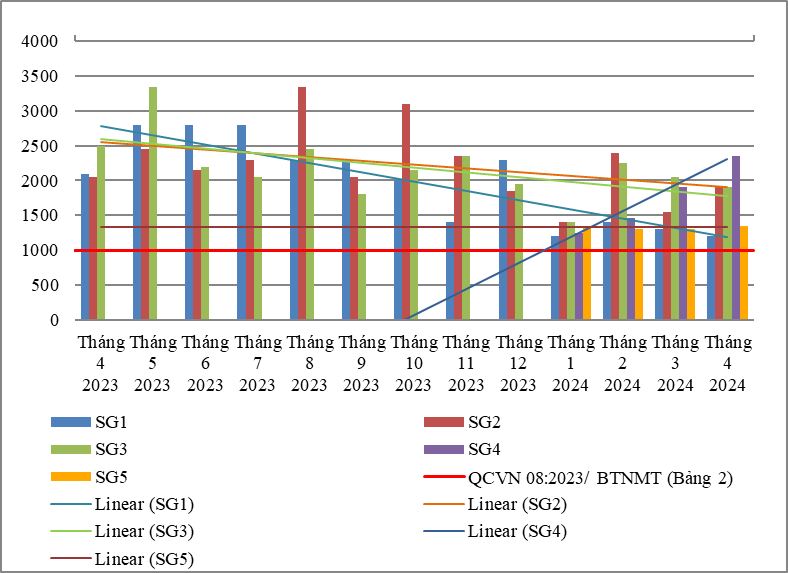 4000
3500
3000
2500
2000
1500
1000
500
0
Tháng Tháng Tháng Tháng Tháng Tháng Tháng Tháng Tháng Tháng Tháng Tháng Tháng
4 5 6 7 8 9 10 11 12 1 2 3 4
2023 2023 2023 2023 2023 2023 2023 2023 2023 2024 2024 2024 2024
SG1 SG2
SG3 SG4
SG5 QCVN 08:2023/ BTNMT (Bảng 2)
Linear (SG1) Linear (SG2)
Linear (SG3) Linear (SG4)
Linear (SG5)